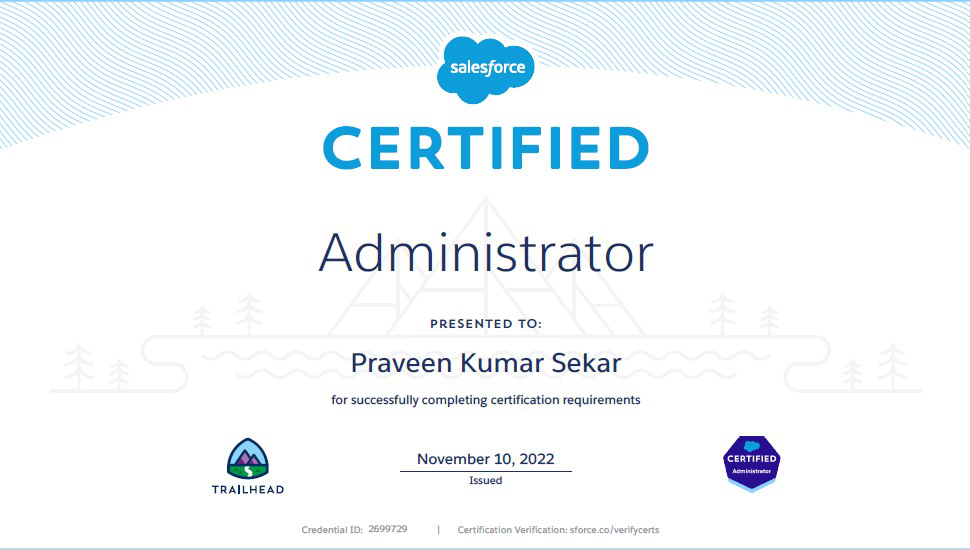 salesforce
CERTIFIED
Administrator
PRESENTED TO:
Praveen Kumar Sekar
for successfully completing certification requirements
TRAILHEAD
November 10, 2022
Issued
CERTIFIED
Administrator
Credential ID: 2699729 | Certification Verification: sforce.co/verifycerts